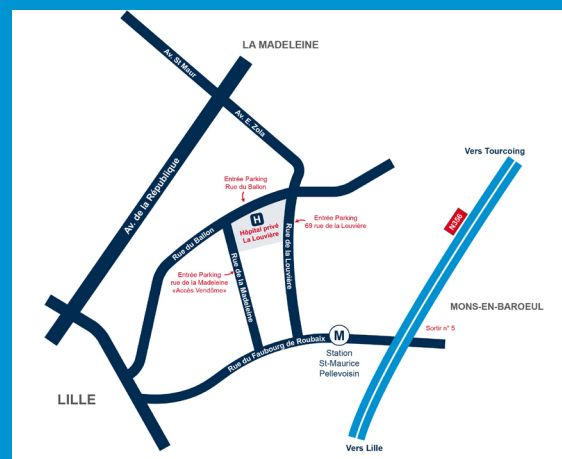 LA MADELEINE
Av. St Maur
Av. E. Zola
Av. de la République
Vers Tourcoing
N356
Entrée Parking
Rue du Ballon
H
Hôpital privé
La Louvière
Entrée Parking
69 rue de la Louvière
Rue du Ballon
Rue de la Louvière
Rue de la Madeleine
Entrée Parking
rue de la Madeleine
«Accès Vendôme»
MONS-EN-BAROEUL
Sortir n° 5
M
Station
St-Maurice
Pellevoisin
Rue du Faubourg de Roubaix
LILLE
Vers Lille